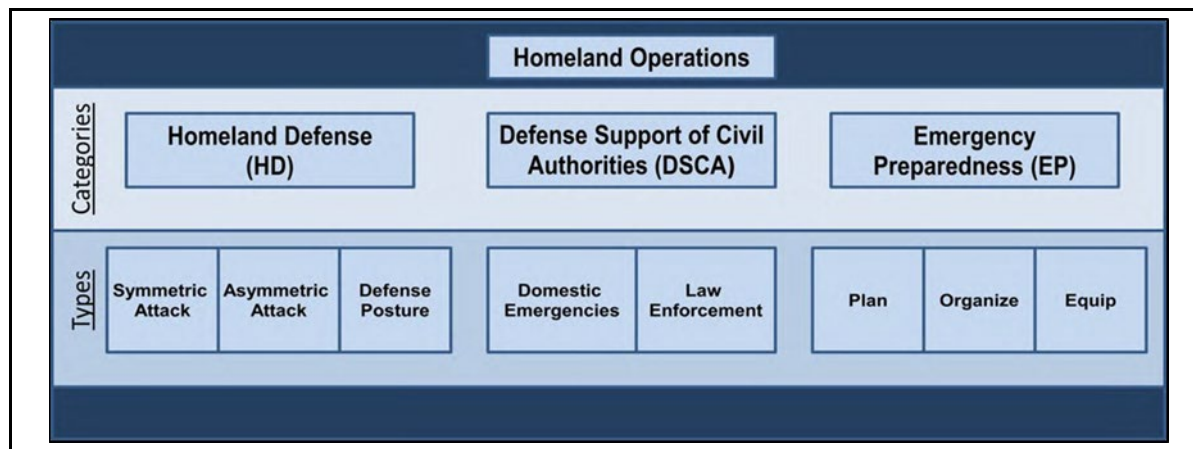 Homeland Operations
Categories
Homeland Defense
(HD)
Defense Support of Civil
Authorities (DSCA)
Emergency
Preparedness (EP)
Types
Symmetric
Attack
Asymmetric
Attack
Defense
Posture
Domestic
Emergencies
Law
Enforcement
Plan
Organize
Equip